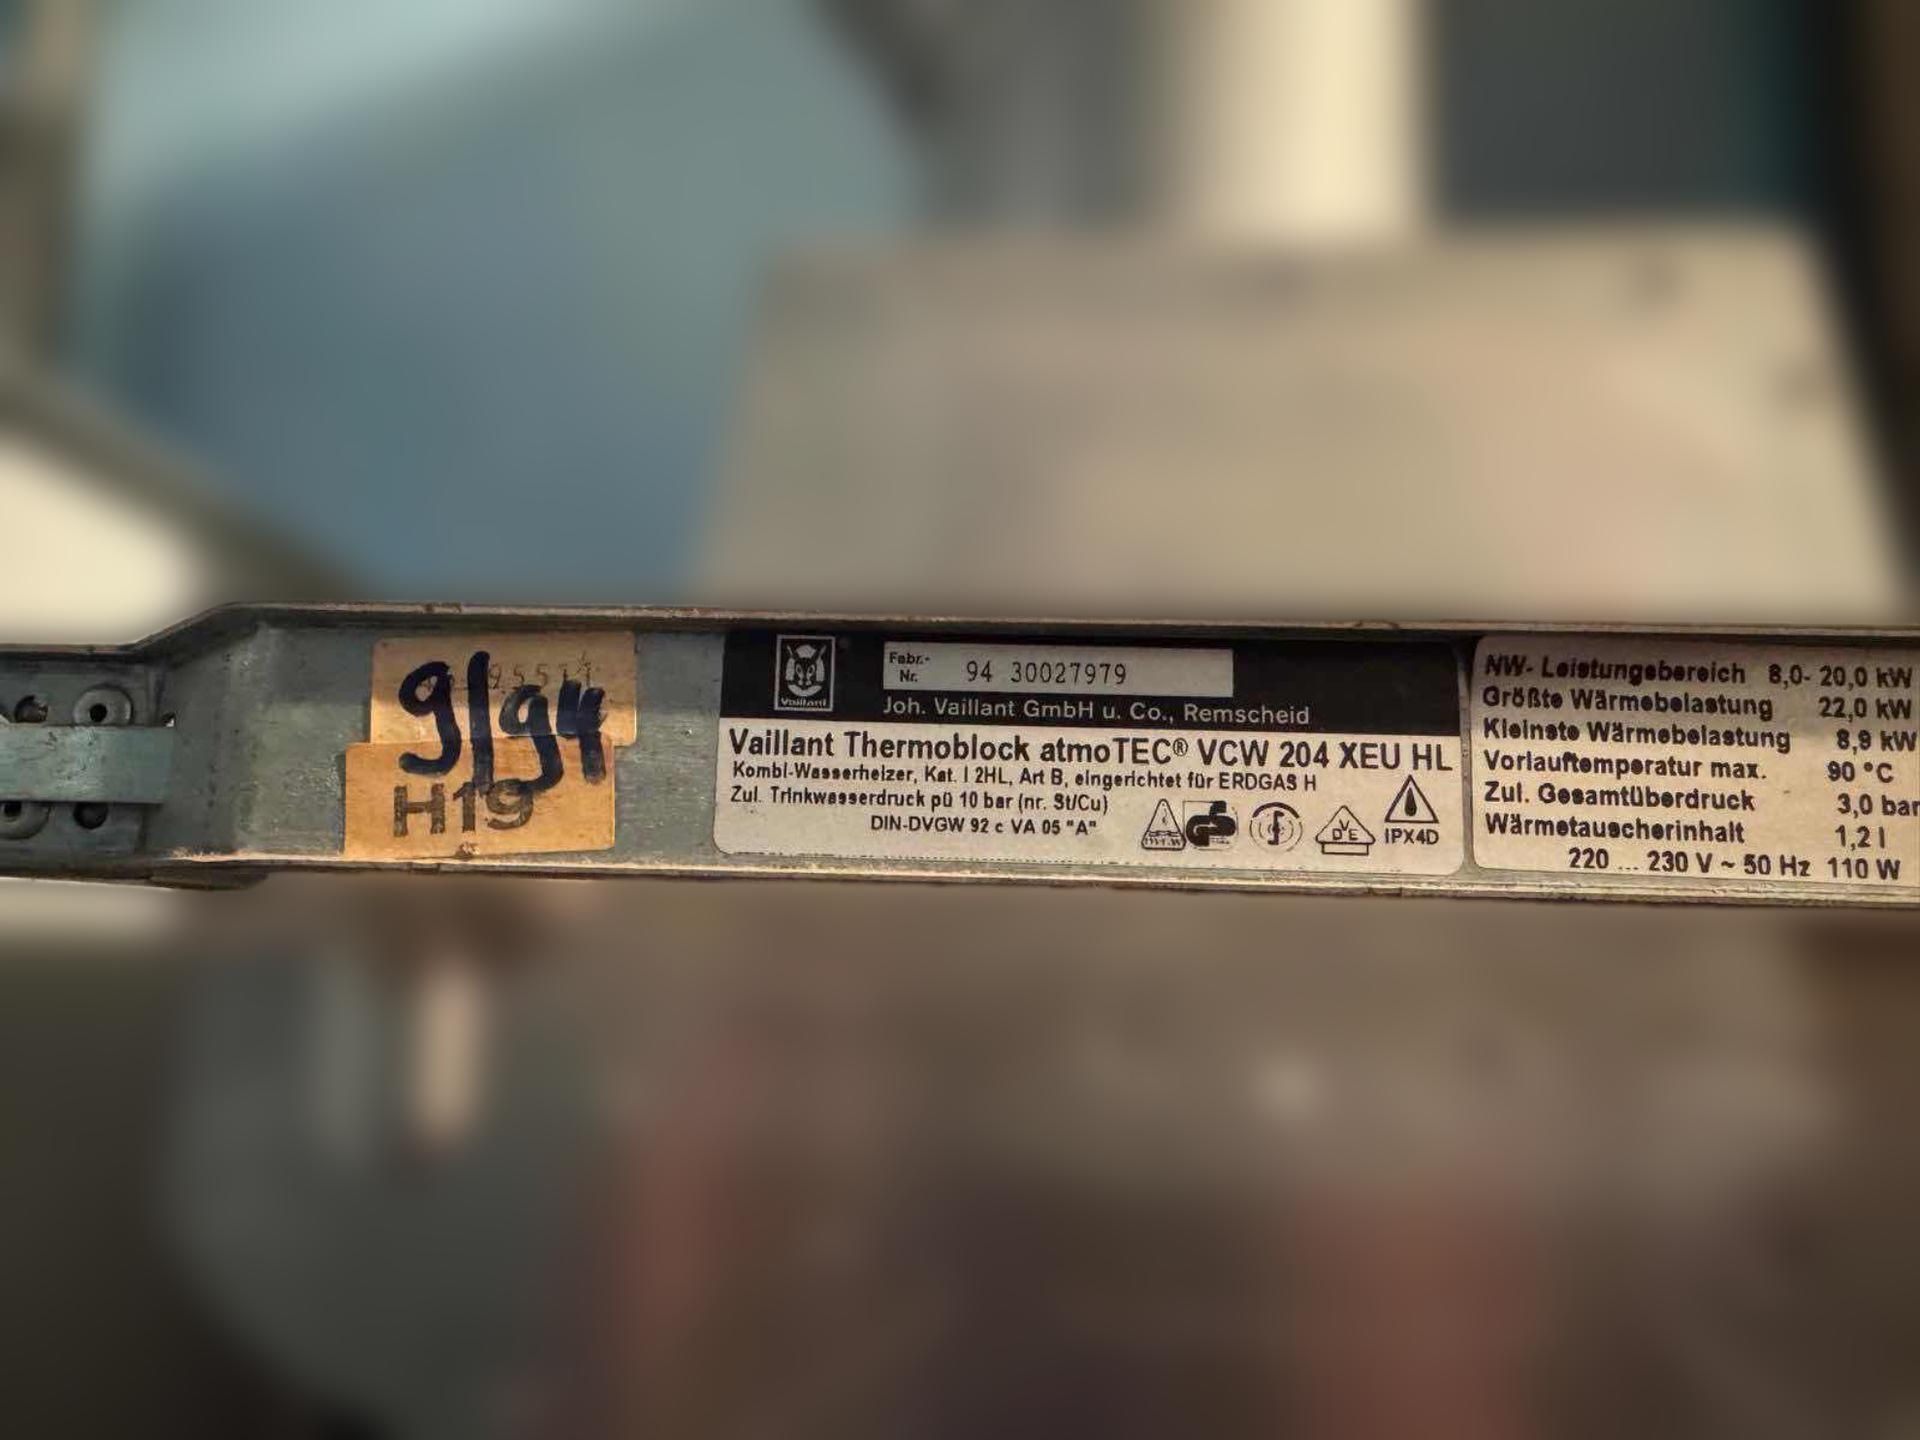 9/94
H19
Vaillant
Fabr.-
Nr.
94 30027979
Joh. Vaillant GmbH u. Co., Remscheid
Vaillant Thermoblock atmoTEC® VCW 204 XEU HL
Kombi-Wasserheizer, Kat. I 2HL, Art B, eingerichtet für ERDGAS H
Zul. Trinkwasserdruck pü 10 bar (nr. St/Cu)
DIN-DVGW 92 c VA 05 "A"
DVE
IPX4D
NW- Leistungsbereich 8,0- 20,0 kW
Größte Wärmebelastung 22,0 kW
Kleinste Wärmebelastung 8,9 kW
Vorlauftemperatur max. 90 °C
Zul. Gesamtüberdruck 3,0 bar
Wärmetauscherinhalt 1,2 l
220 ... 230 V ~ 50 Hz 110 W